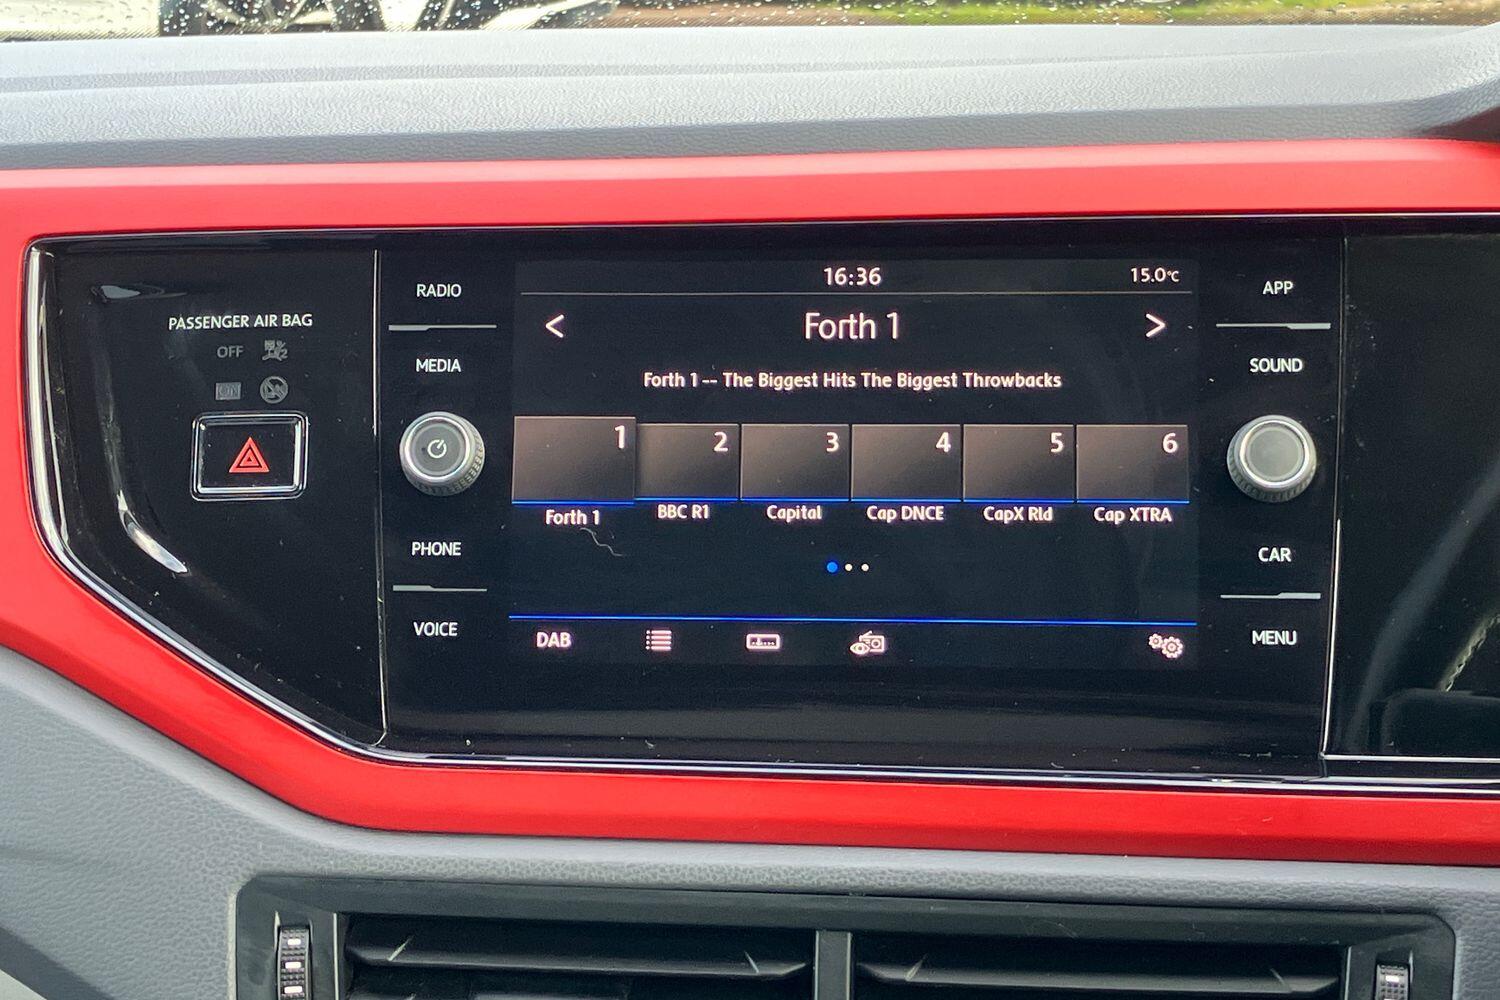 PASSENGER AIR BAG
OFF
ON
RADIO
MEDIA
PHONE
VOICE
16:36
15.0°C
< Forth 1 >
Forth 1 -- The Biggest Hits The Biggest Throwbacks
1 2 3 4 5 6
Forth 1 BBC R1 Capital Cap DNCE CapX Rld Cap XTRA
DAB
APP
SOUND
CAR
MENU